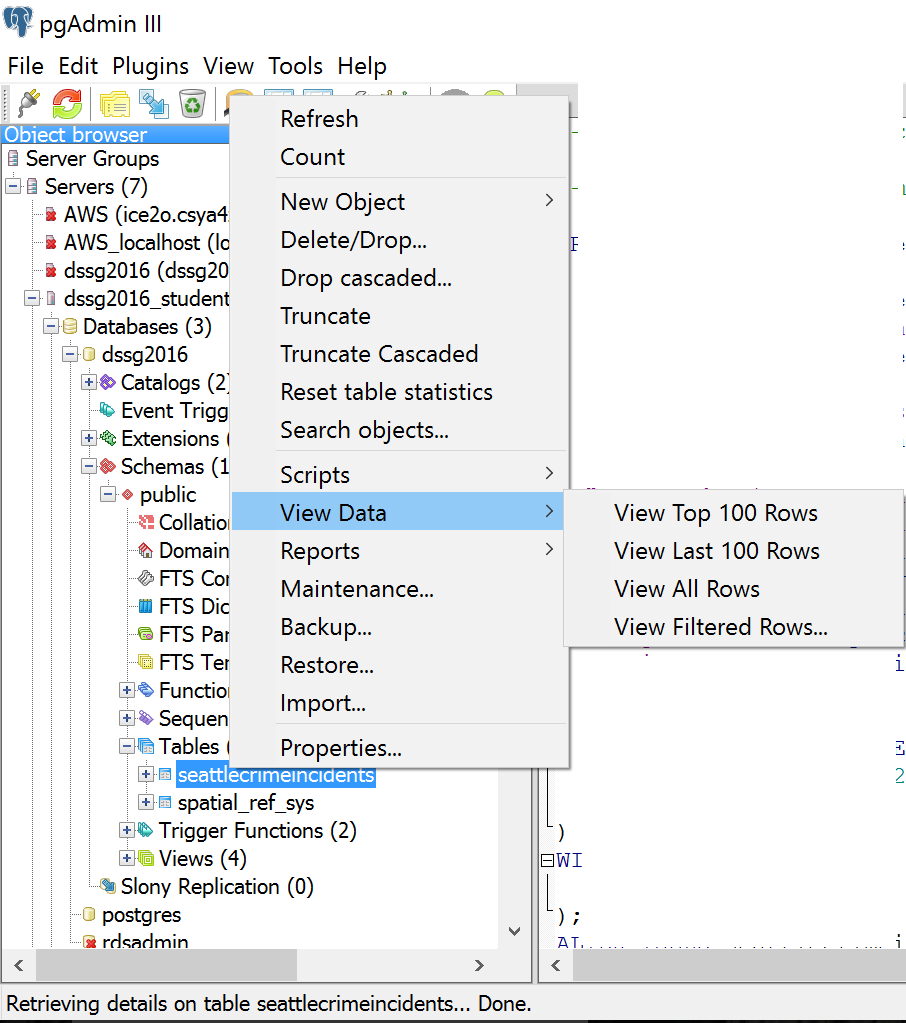 pgAdmin III
File Edit Plugins View Tools Help
Object browser
Server Groups
Servers (7)
AWS (ice2o.csya4
AWS_localhost (lo
dssg2016 (dssg20
dssg2016_student
Databases (3)
dssg2016
Catalogs (2)
Event Trigg
Extensions (
Schemas (1
public
Collatio
Domain
FTS Con
FTS Dic
FTS Par
FTS Ter
Function
Sequen
Tables (
seattlecrimeincidents
spatial_ref_sys
Trigger Functions (2)
Views (4)
Slony Replication (0)
postgres
rdsadmin
Refresh
Count
New Object
Delete/Drop...
Drop cascaded...
Truncate
Truncate Cascaded
Reset table statistics
Search objects...
Scripts
View Data
Reports
Maintenance...
Backup...
Restore...
Import...
Properties...
View Top 100 Rows
View Last 100 Rows
View All Rows
View Filtered Rows...
)
WI
);
Retrieving details on table seattlecrimeincidents... Done.